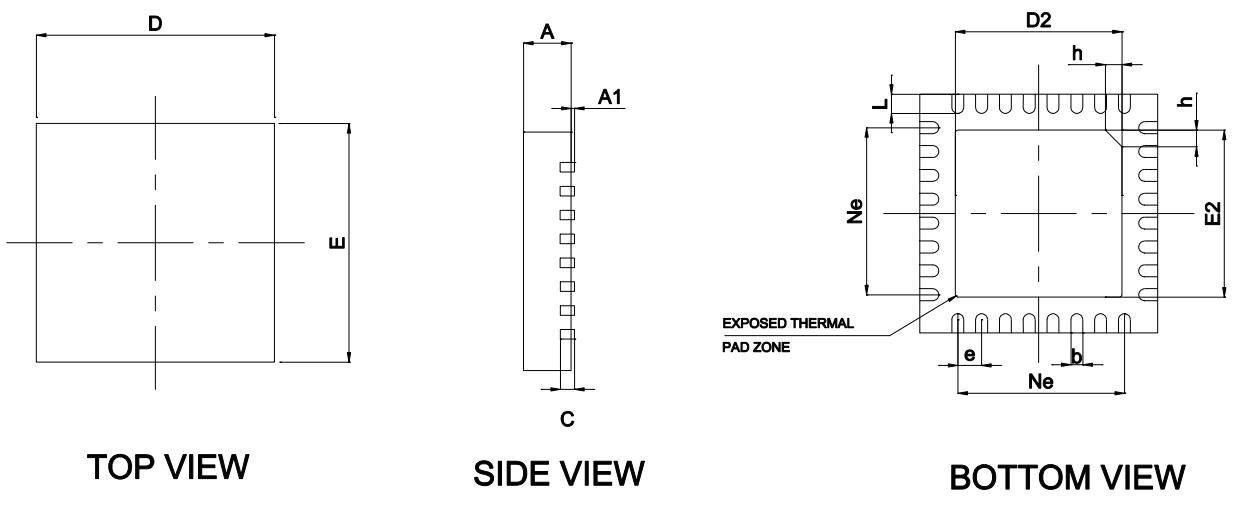 D
E
TOP VIEW
A
A1
C
SIDE VIEW
D2
h
h
L
Ne
E2
EXPOSED THERMAL
PAD ZONE
e
b
Ne
BOTTOM VIEW